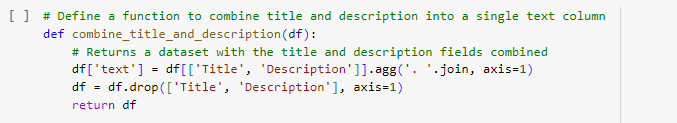 [ ] # Define a function to combine title and description into a single text column
def combine_title_and_description(df):
    # Returns a dataset with the title and description fields combined
    df['text'] = df[['Title', 'Description']].agg('. '.join, axis=1)
    df = df.drop(['Title', 'Description'], axis=1)
    return df